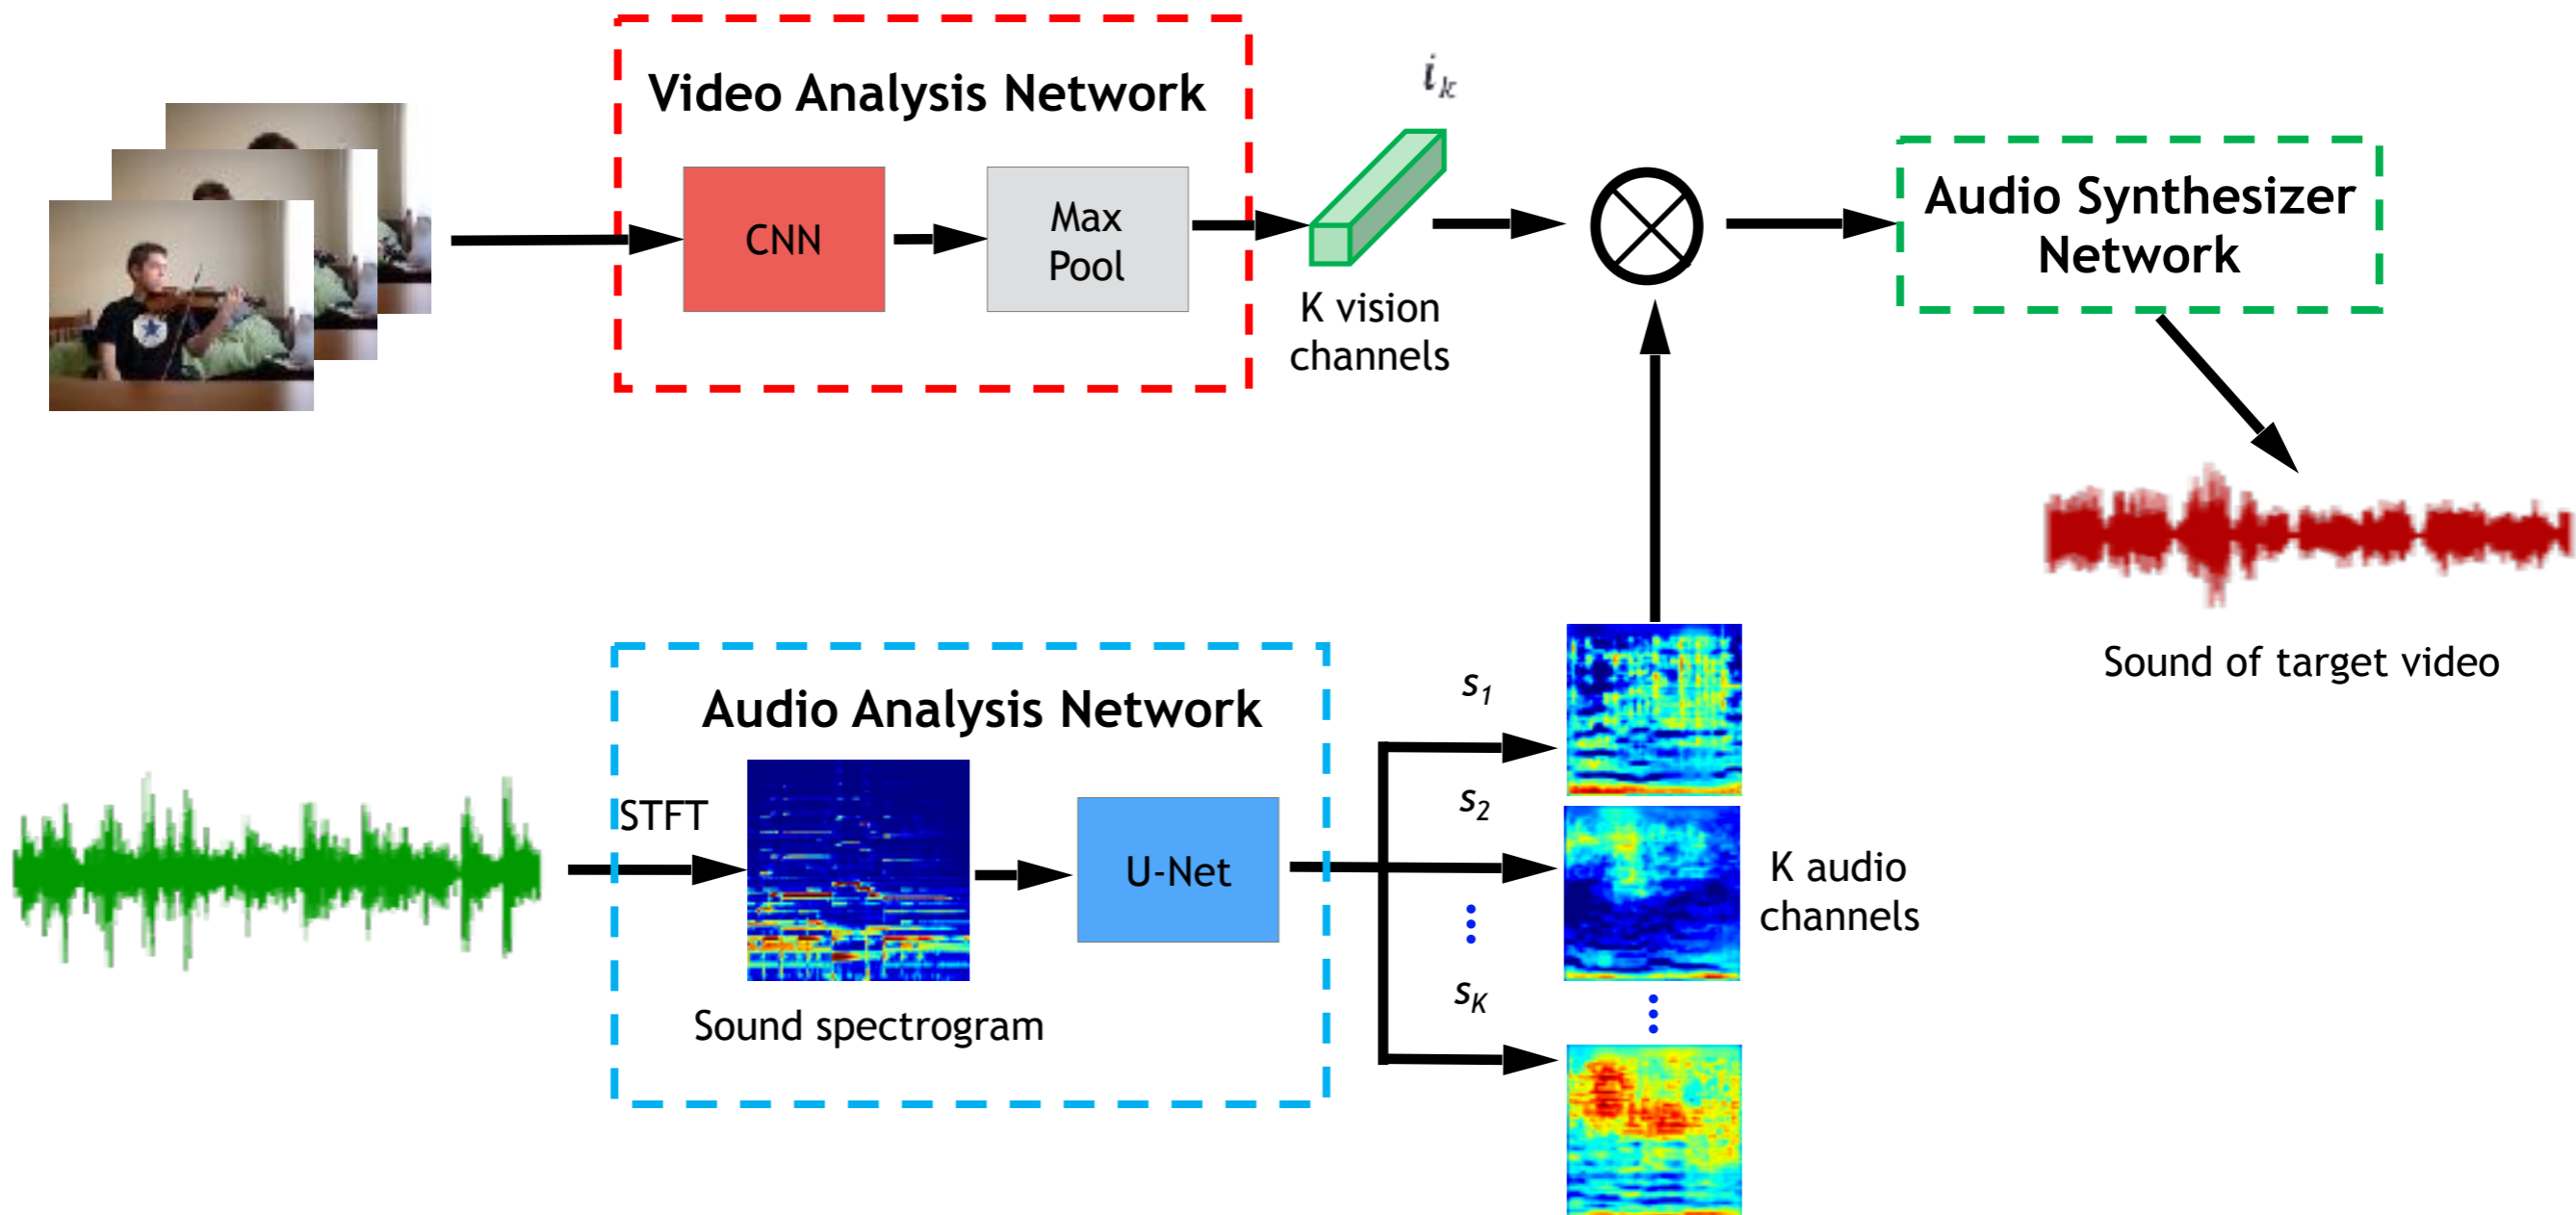 Video Analysis Network
CNN
Max
Pool
i_k
K vision
channels
Audio Synthesizer
Network
Sound of target video
Audio Analysis Network
STFT
Sound spectrogram
U-Net
s_1
s_2
s_K
K audio
channels